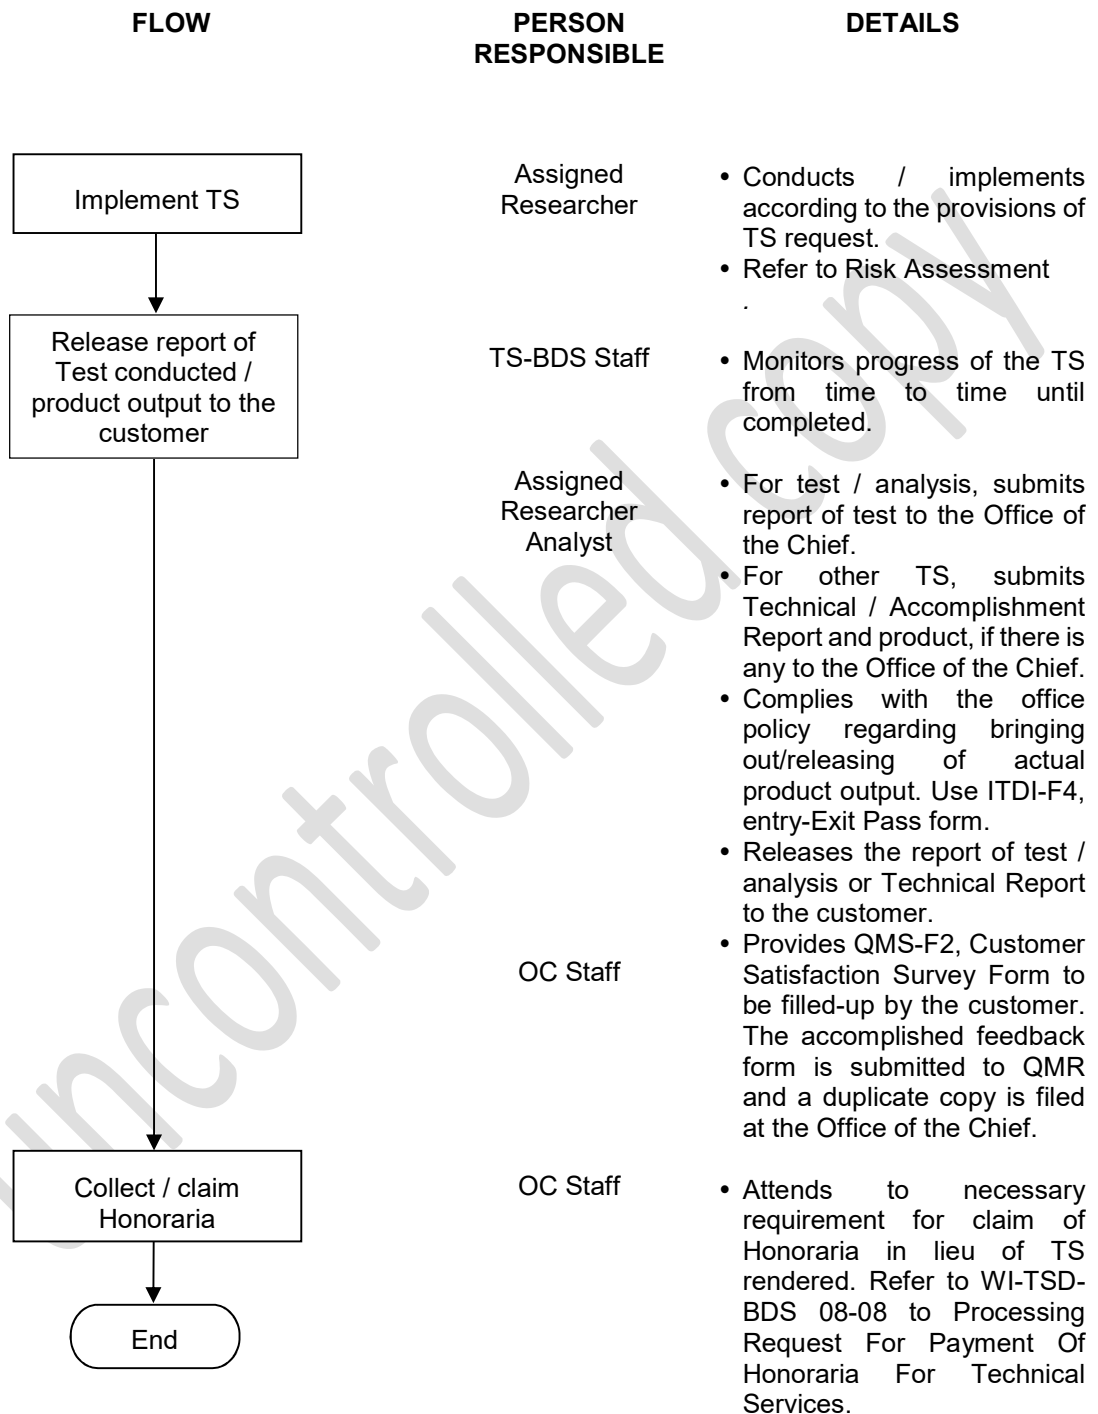 FLOW
PERSON
RESPONSIBLE
DETAILS
Implement TS
Assigned
Researcher
• Conducts / implements
according to the provisions of
TS request.
• Refer to Risk Assessment
.
Release report of
Test conducted /
product output to the
customer
TS-BDS Staff
• Monitors progress of the TS
from time to time until
completed.
Assigned
Researcher
Analyst
• For test / analysis, submits
report of test to the Office of
the Chief.
• For other TS, submits
Technical / Accomplishment
Report and product, if there is
any to the Office of the Chief.
• Complies with the office
policy regarding bringing
out/releasing of actual
product output. Use ITDI-F4,
entry-Exit Pass form.
• Releases the report of test /
analysis or Technical Report
to the customer.
OC Staff
• Provides QMS-F2, Customer
Satisfaction Survey Form to
be filled-up by the customer.
The accomplished feedback
form is submitted to QMR
and a duplicate copy is filed
at the Office of the Chief.
Collect / claim
Honoraria
OC Staff
• Attends to necessary
requirement for claim of
Honoraria in lieu of TS
rendered. Refer to WI-TSD-
BDS 08-08 to Processing
Request For Payment Of
Honoraria For Technical
Services.
End
uncontrolled copy